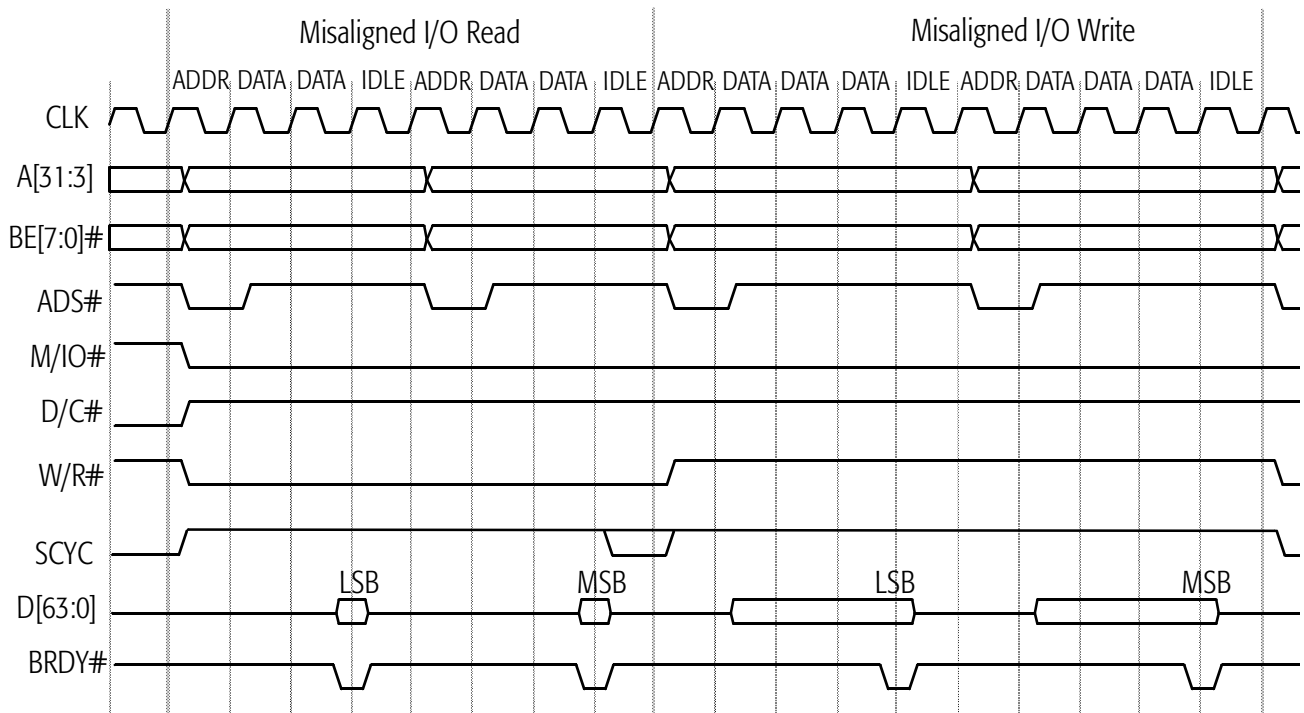 Misaligned I/O Read Misaligned I/O Write
ADDR DATA DATA IDLE ADDR DATA DATA IDLE ADDR DATA DATA DATA IDLE ADDR DATA DATA DATA IDLE
CLK
A[31:3]
BE[7:0]#
ADS#
M/IO#
D/C#
W/R#
SCYC
LSB MSB LSB MSB
D[63:0]
BRDY#